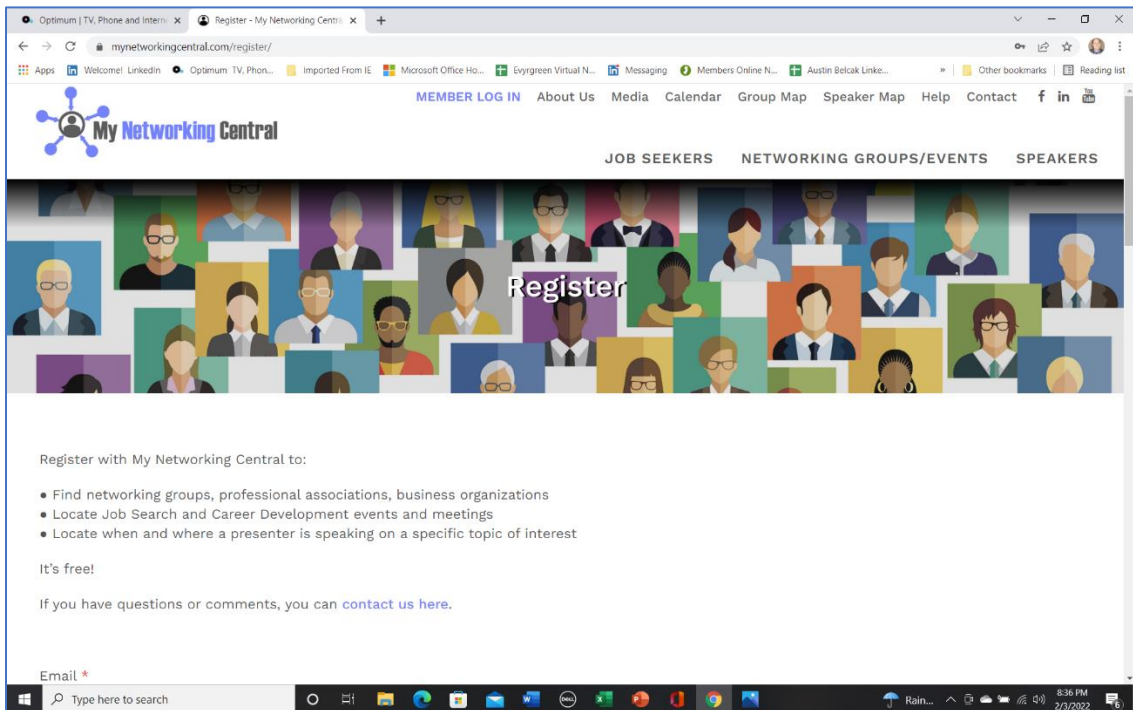 Optimum | TV, Phone and Intern
Register - My Networking Centr
mynetworkingcentral.com/register/
Apps
Welcome! LinkedIn
Optimum TV, Phon...
Imported From IE
Microsoft Office Ho...
Evyrgreen Virtual N...
Messaging
Members Online N...
Austin Belcak Linke...
»
Other bookmarks
Reading list
MEMBER LOG IN About Us Media Calendar Group Map Speaker Map Help Contact f in You Tube
My Networking Central
JOB SEEKERS NETWORKING GROUPS/EVENTS SPEAKERS
Register
Register with My Networking Central to:
● Find networking groups, professional associations, business organizations
● Locate Job Search and Career Development events and meetings
● Locate when and where a presenter is speaking on a specific topic of interest
It's free!
If you have questions or comments, you can contact us here.
Email *
Type here to search
DELL
Rain...
8:36 PM
2/3/2022
6